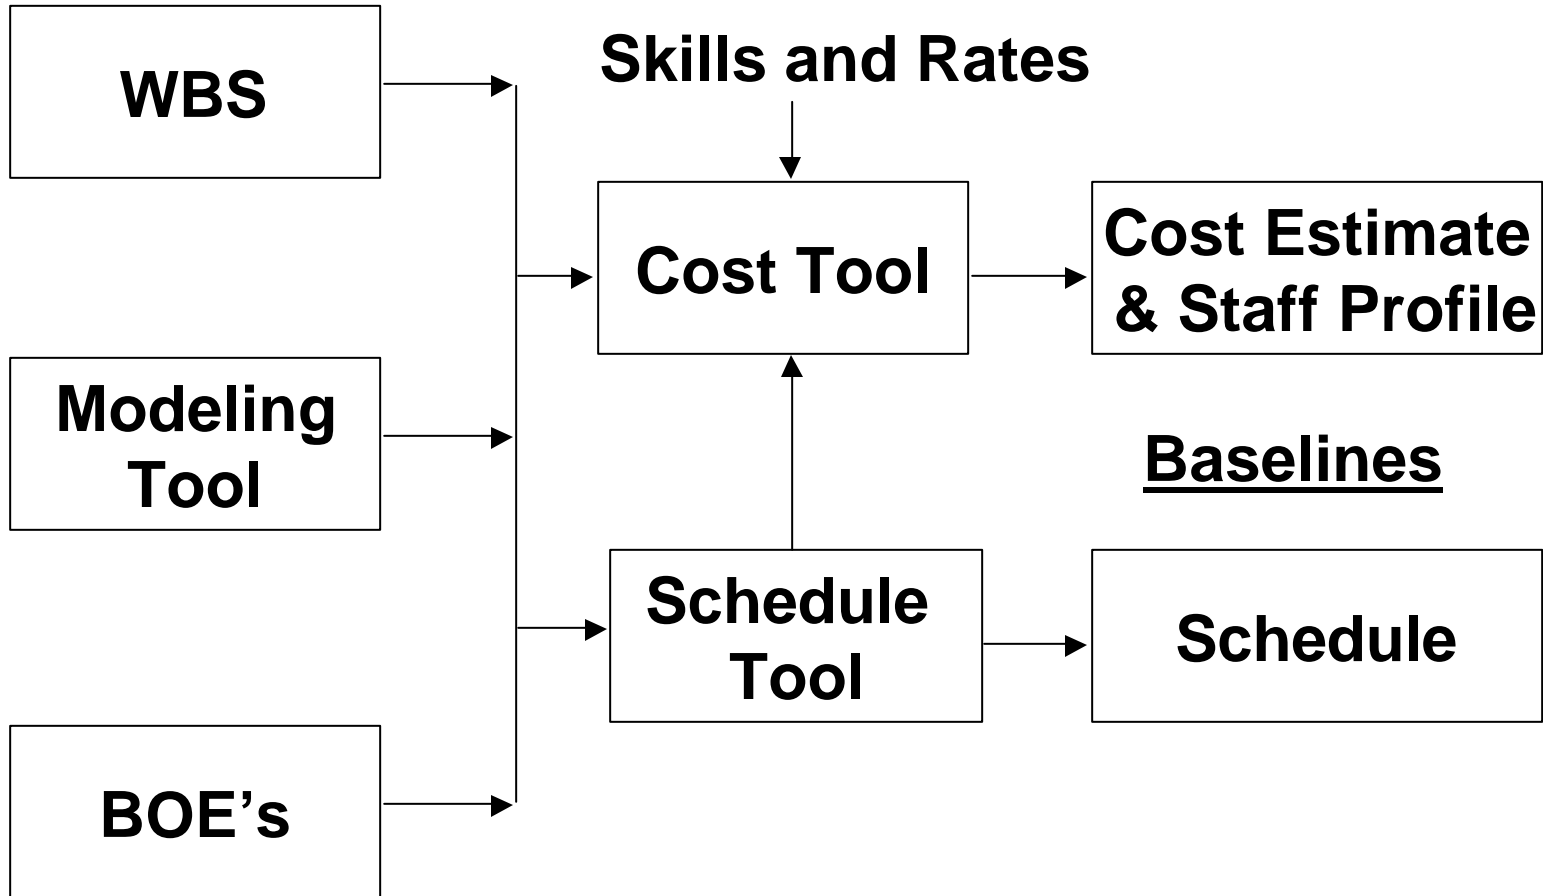 WBS
Skills and Rates
Cost Tool
Cost Estimate
& Staff Profile
Modeling
Tool
Baselines
Schedule
Tool
Schedule
BOE’s